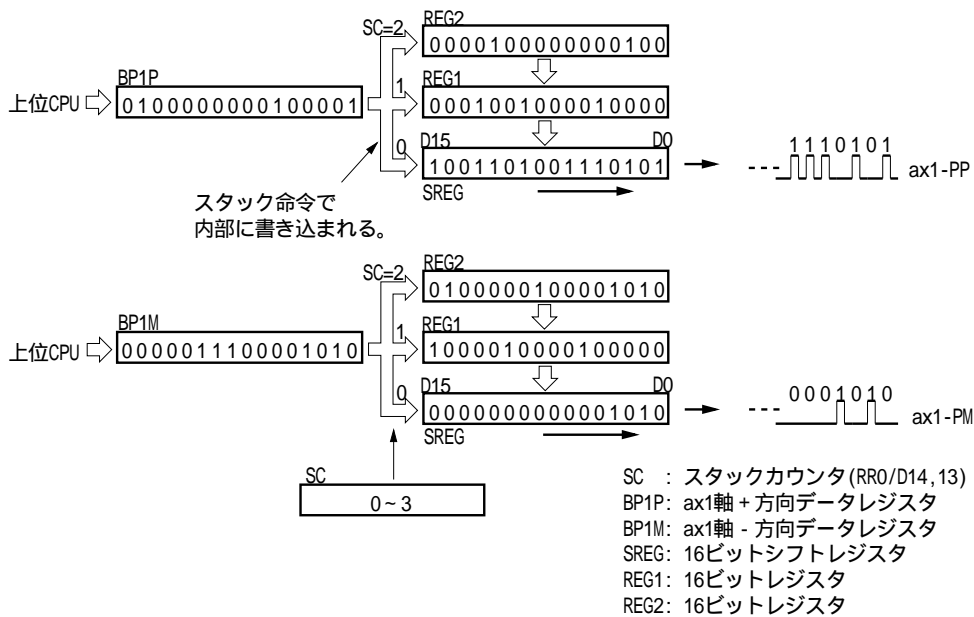 REG2
SC=2
0000100000000100
BP1P
1
REG1
上位CPU
0100000000100001
0001001000010000
0
D15
D0
1001101001110101
1110101
ax1-PP
SREG
スタック命令で
内部に書き込まれる。
REG2
SC=2
0100000100001010
BP1M
1
REG1
上位CPU
0000011100001010
1000010000100000
0
D15
D0
0000000000001010
0001010
ax1-PM
SREG
SC
0~3
SC : スタックカウンタ(RR0/D14,13)
BP1P: ax1軸+方向データレジスタ
BP1M: ax1軸-方向データレジスタ
SREG: 16ビットシフトレジスタ
REG1: 16ビットレジスタ
REG2: 16ビットレジスタ